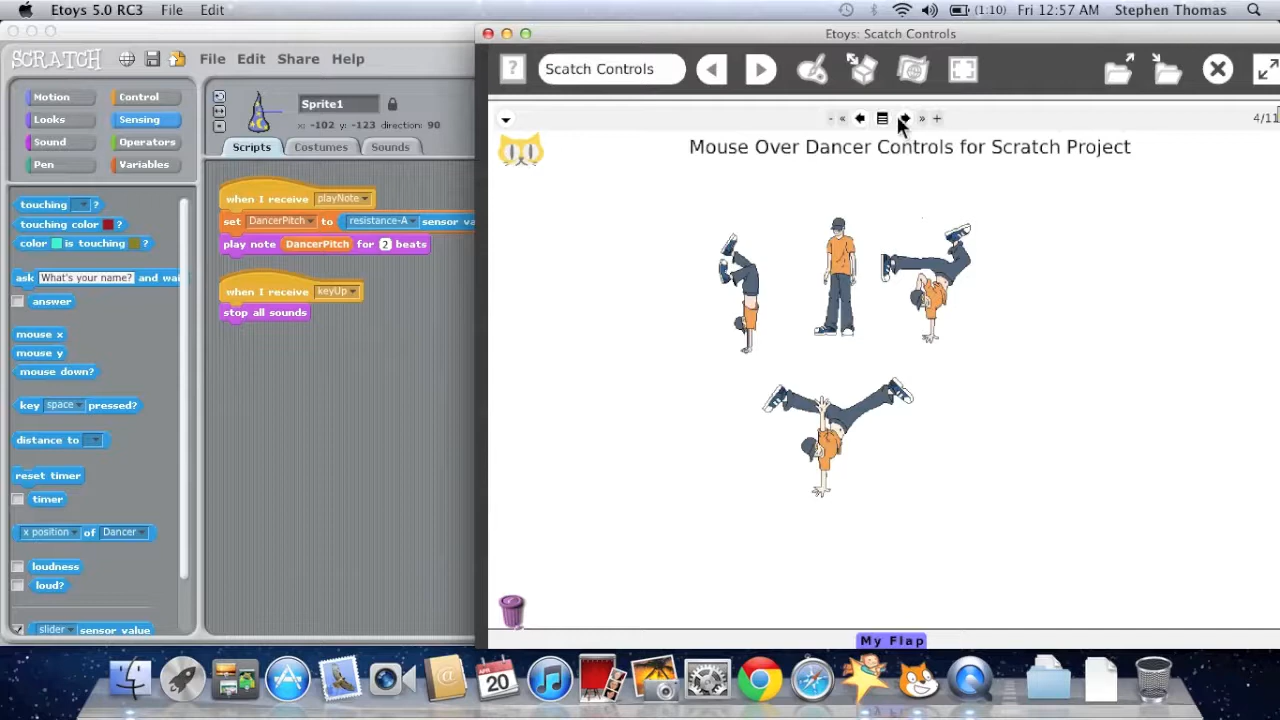 Etoys 5.0 RC3 File Edit (1:10) Fri 12:57 AM Stephen Thomas
Etoys: Scatch Controls
SCRATCH File Edit Share Help
? Scatch Controls
Motion Control
Looks Sensing
Sound Operators
Pen Variables
Sprite1
x: -102 y: -123 direction: 90
Scripts Costumes Sounds
- « » + 4/11
Mouse Over Dancer Controls for Scratch Project
touching ?
touching color ?
color is touching ?
ask What's your name? and wai
answer
mouse x
mouse y
mouse down?
key space pressed?
distance to
reset timer
timer
x position of Dancer
loudness
loud?
slider sensor value
when I receive playNote
set DancerPitch to resistance-A sensor va
play note DancerPitch for 2 beats
when I receive keyUp
stop all sounds
My Flap
APR
20